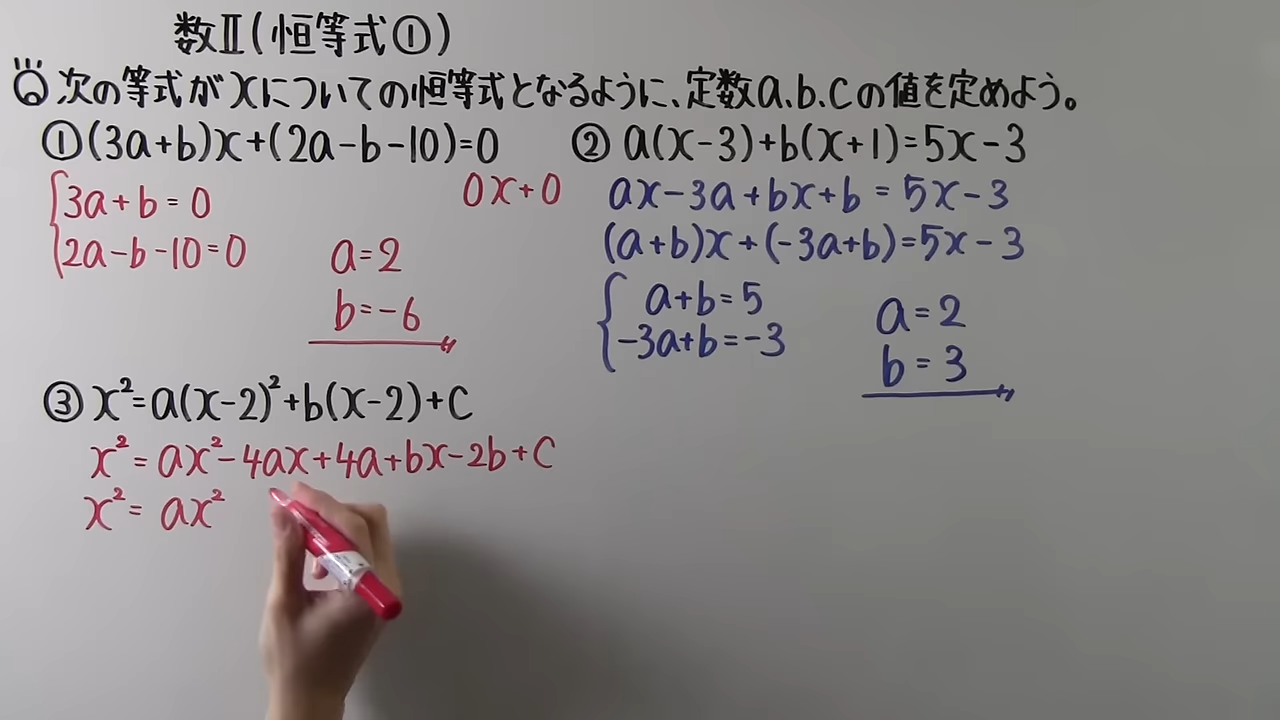 数Ⅱ(恒等式①)
Q 次の等式がxについての恒等式となるように、定数a、b、cの値を定めよう。
①(3a+b)x+(2a-b-10)=0
0x+0
3a+b=0
2a-b-10=0
a=2
b=-6
② a(x-3)+b(x+1)=5x-3
ax-3a+bx+b=5x-3
(a+b)x+(-3a+b)=5x-3
a+b=5
-3a+b=-3
a=2
b=3
③ x²=a(x-2)²+b(x-2)+c
x²=ax²-4ax+4a+bx-2b+c
x²=ax²